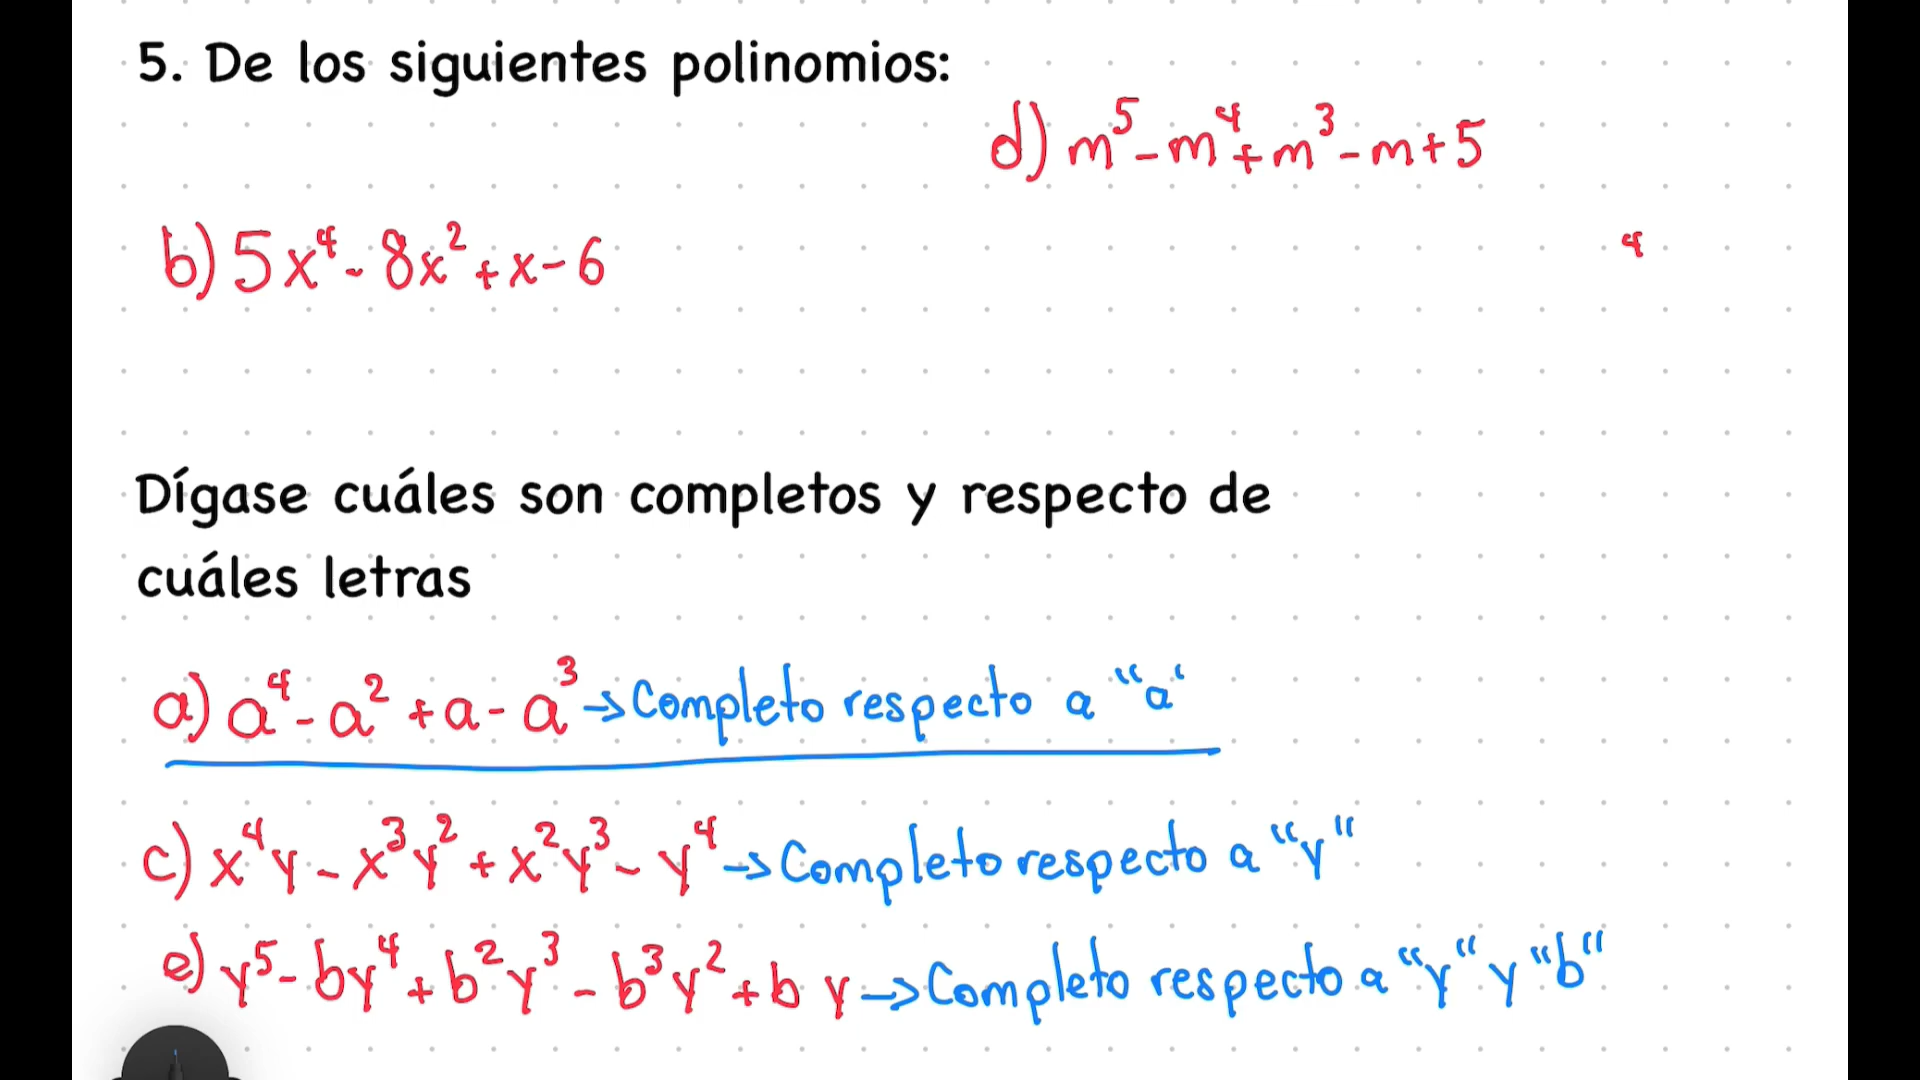 5. De los siguientes polinomios:
d) m⁵ - m⁴ + m³ - m + 5
b) 5x⁴ - 8x² + x - 6
4
Dígase cuáles son completos y respecto de
cuáles letras
a) a⁴ - a² + a - a³ → Completo respecto a "a"
c) x⁴y - x³y² + x²y³ - y⁴ → Completo respecto a "y"
e) y⁵ - by⁴ + b²y³ - b³y² + b y → Completo respecto a "y" y "b"